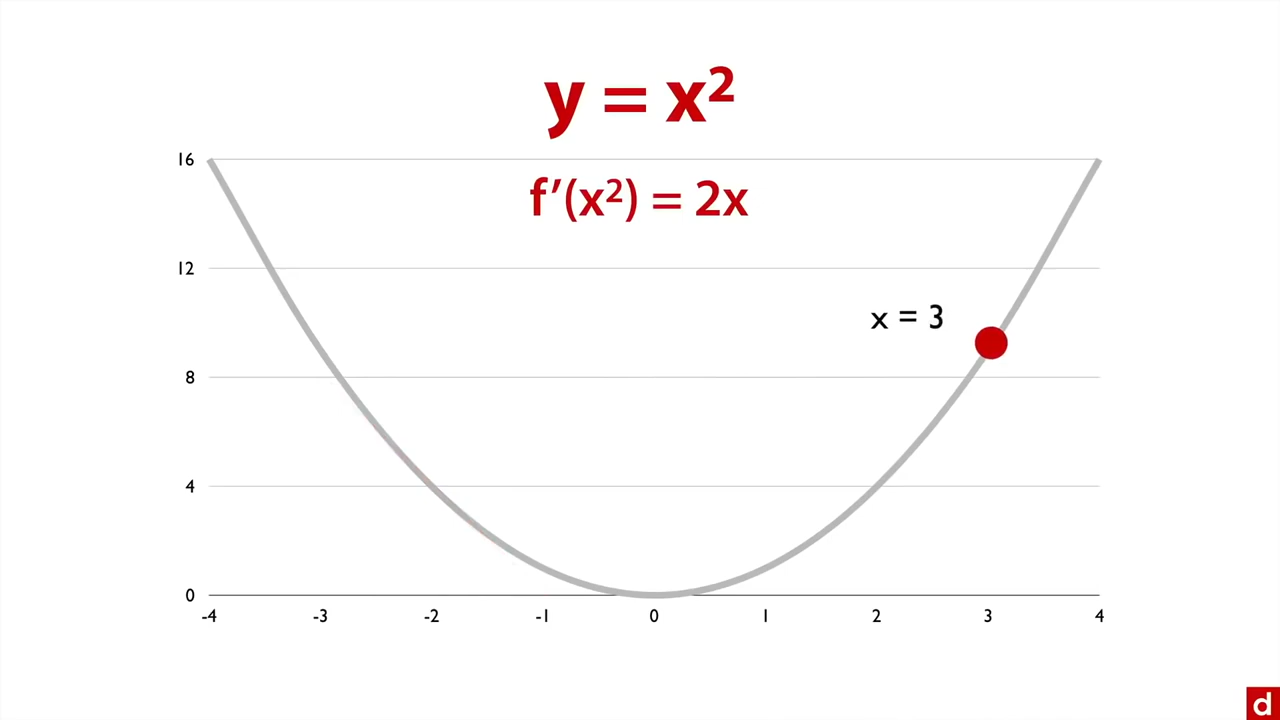 y = x²
16
f′(x²) = 2x
12
x = 3
8
4
0
-4 -3 -2 -1 0 1 2 3 4
d